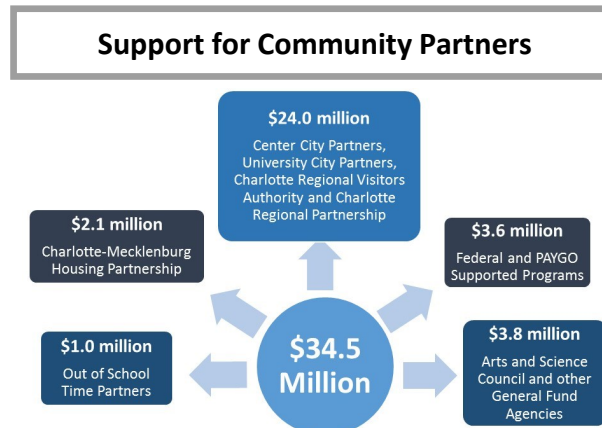 Support for Community Partners
$24.0 million
Center City Partners,
University City Partners,
Charlotte Regional Visitors
Authority and Charlotte
Regional Partnership
$2.1 million
Charlotte-Mecklenburg
Housing Partnership
$3.6 million
Federal and PAYGO
Supported Programs
$1.0 million
Out of School
Time Partners
$34.5
Million
$3.8 million
Arts and Science
Council and other
General Fund
Agencies